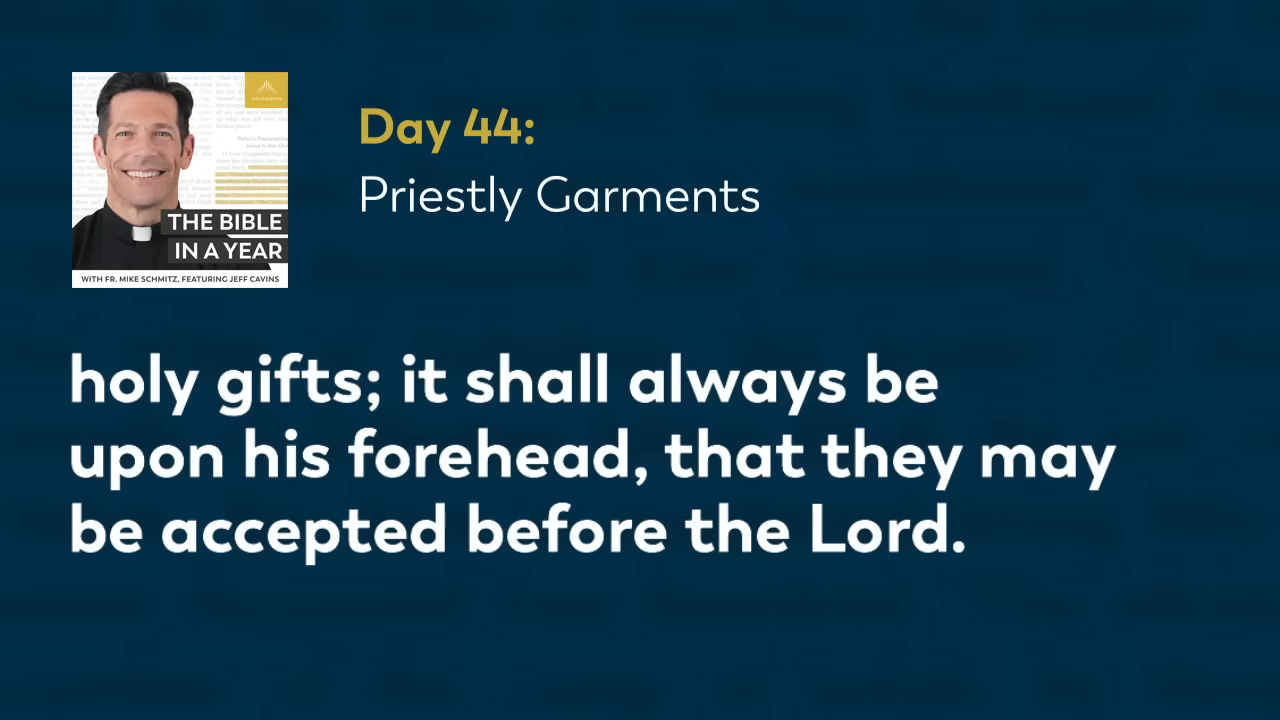 Day 44:
Priestly Garments
THE BIBLE
IN A YEAR
WITH FR. MIKE SCHMITZ, FEATURING JEFF CAVINS
holy gifts; it shall always be
upon his forehead, that they may
be accepted before the Lord.